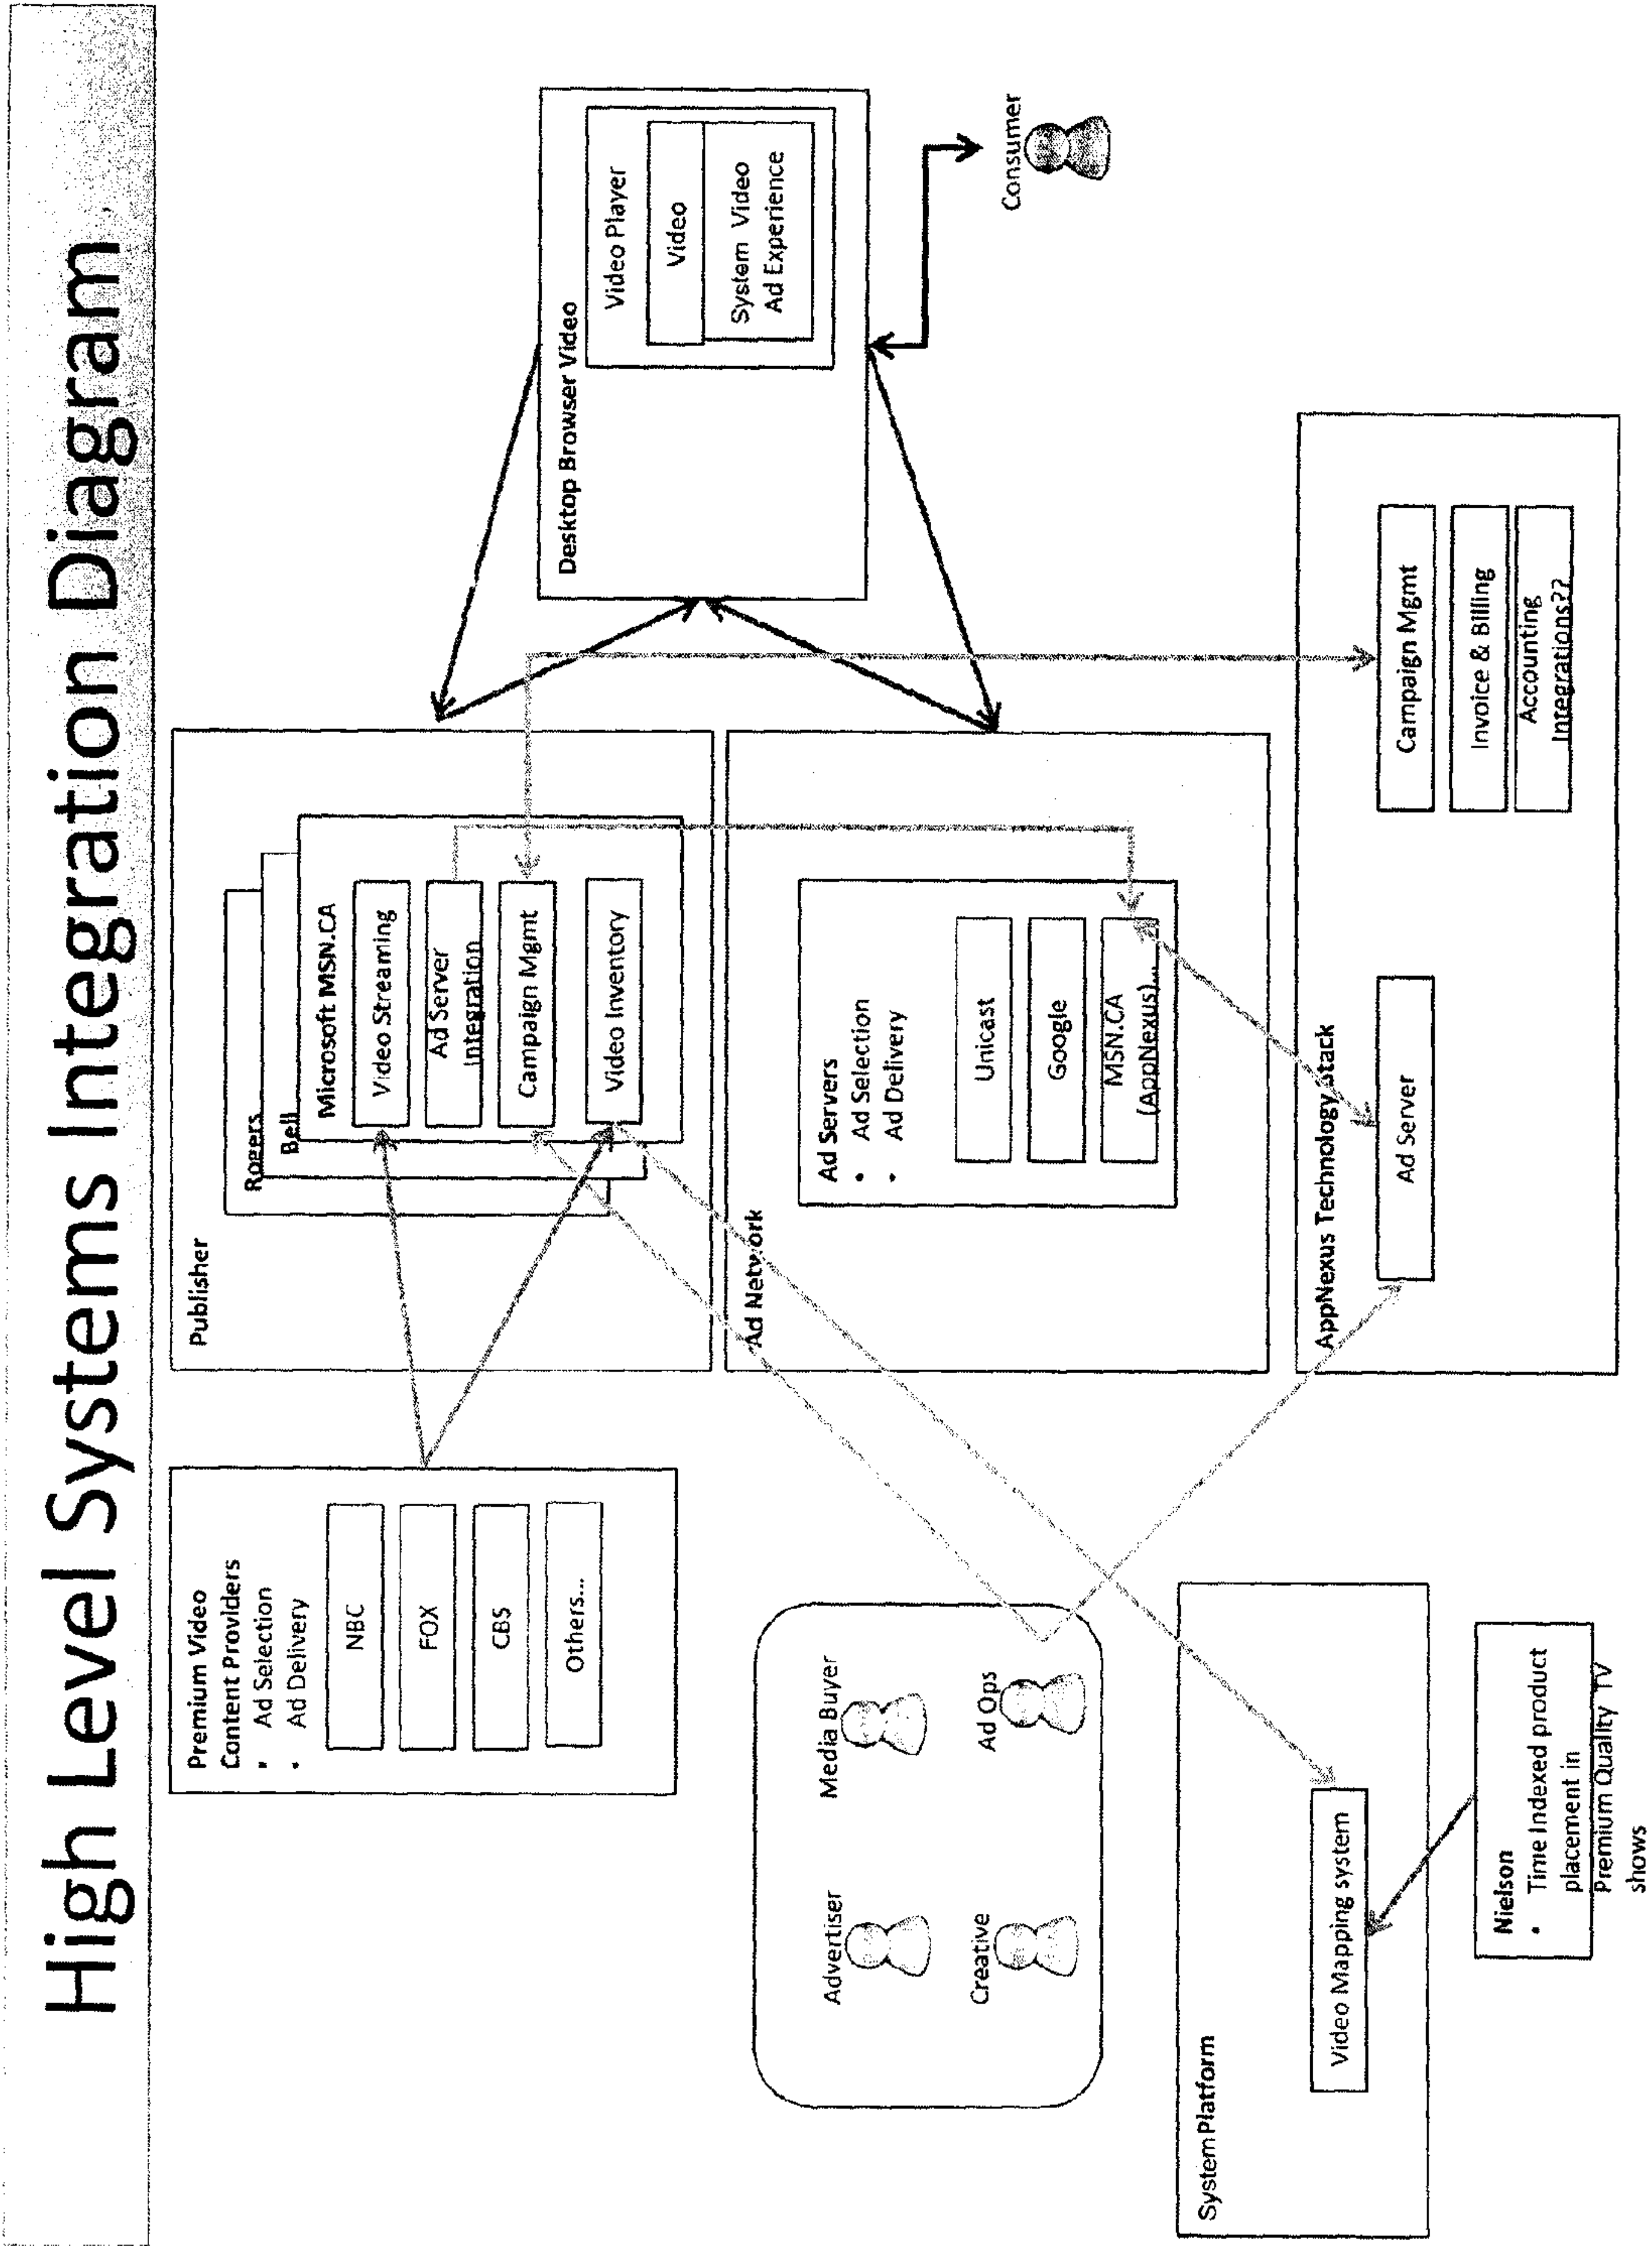 High Level Systems Integration Diagram
Premium Video
Content Providers
• Ad Selection
• Ad Delivery
NBC
FOX
CBS
Others...
Publisher
Rogers
Bell
Microsoft MSN.CA
Video Streaming
Ad Server
Integration
Campaign Mgmt
Video Inventory
Desktop Browser Video
Video Player
Video
System Video
Ad Experience
Consumer
Advertiser
Media Buyer
Creative
Ad Ops
Ad Network
Ad Servers
• Ad Selection
• Ad Delivery
Unicast
Google
MSN.CA
(AppNexus)...
System Platform
Video Mapping system
Nielson
• Time Indexed product
placement in
Premium Quality TV
shows
AppNexus Technology Stack
Ad Server
Campaign Mgmt
Invoice & Billing
Accounting
Integrations??